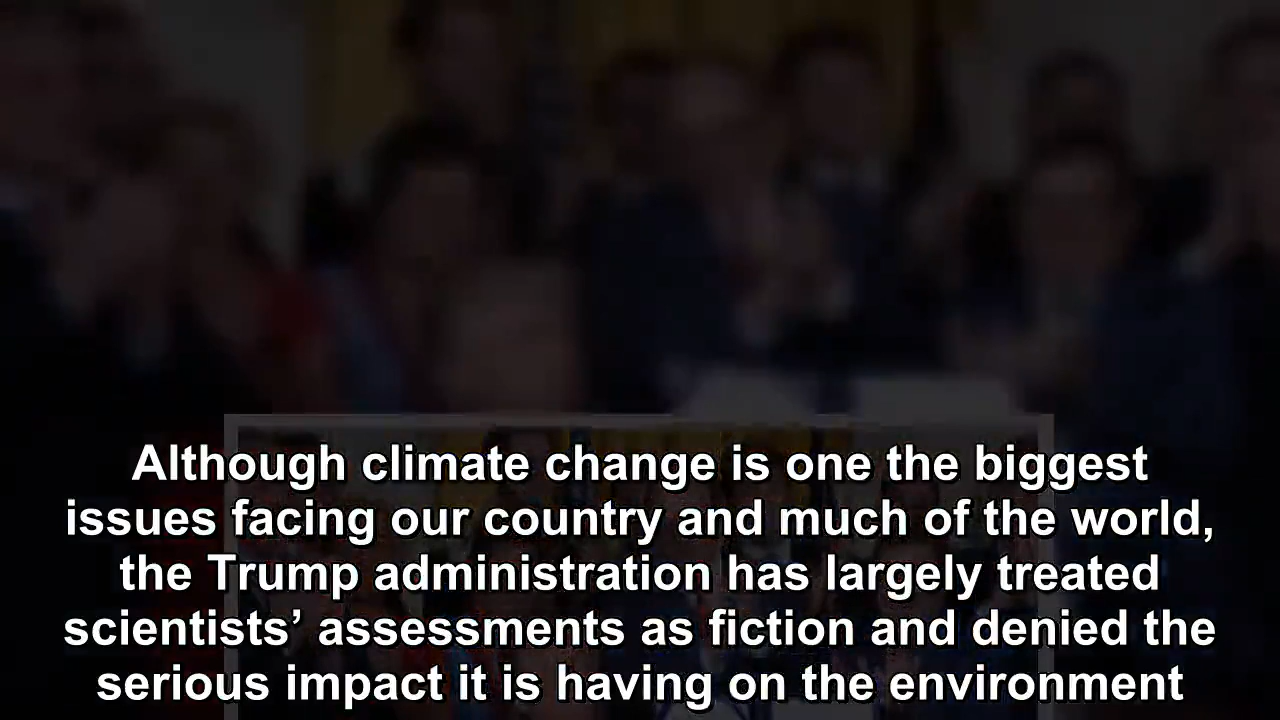 Although climate change is one the biggest
issues facing our country and much of the world,
the Trump administration has largely treated
scientists’ assessments as fiction and denied the
serious impact it is having on the environment